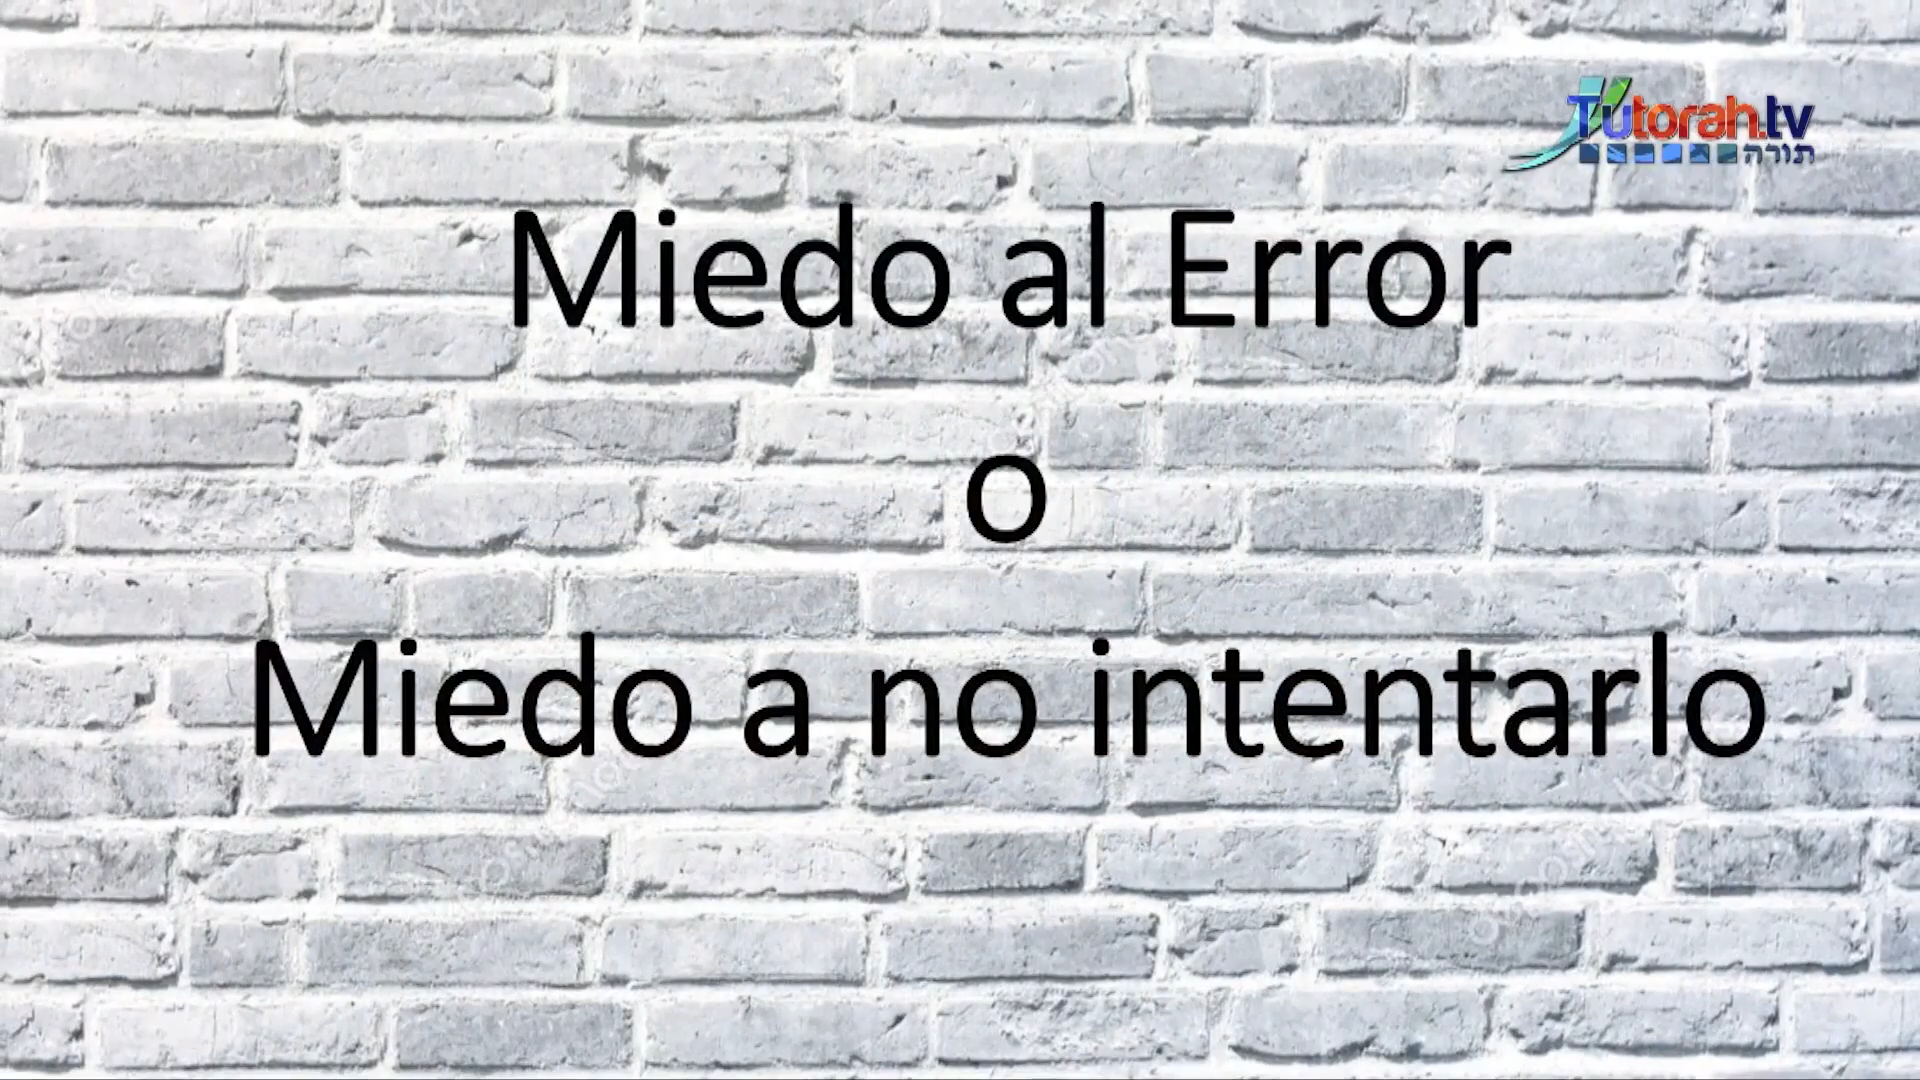 Tutorah.tv
תורה
Miedo al Error
o
Miedo a no intentarlo